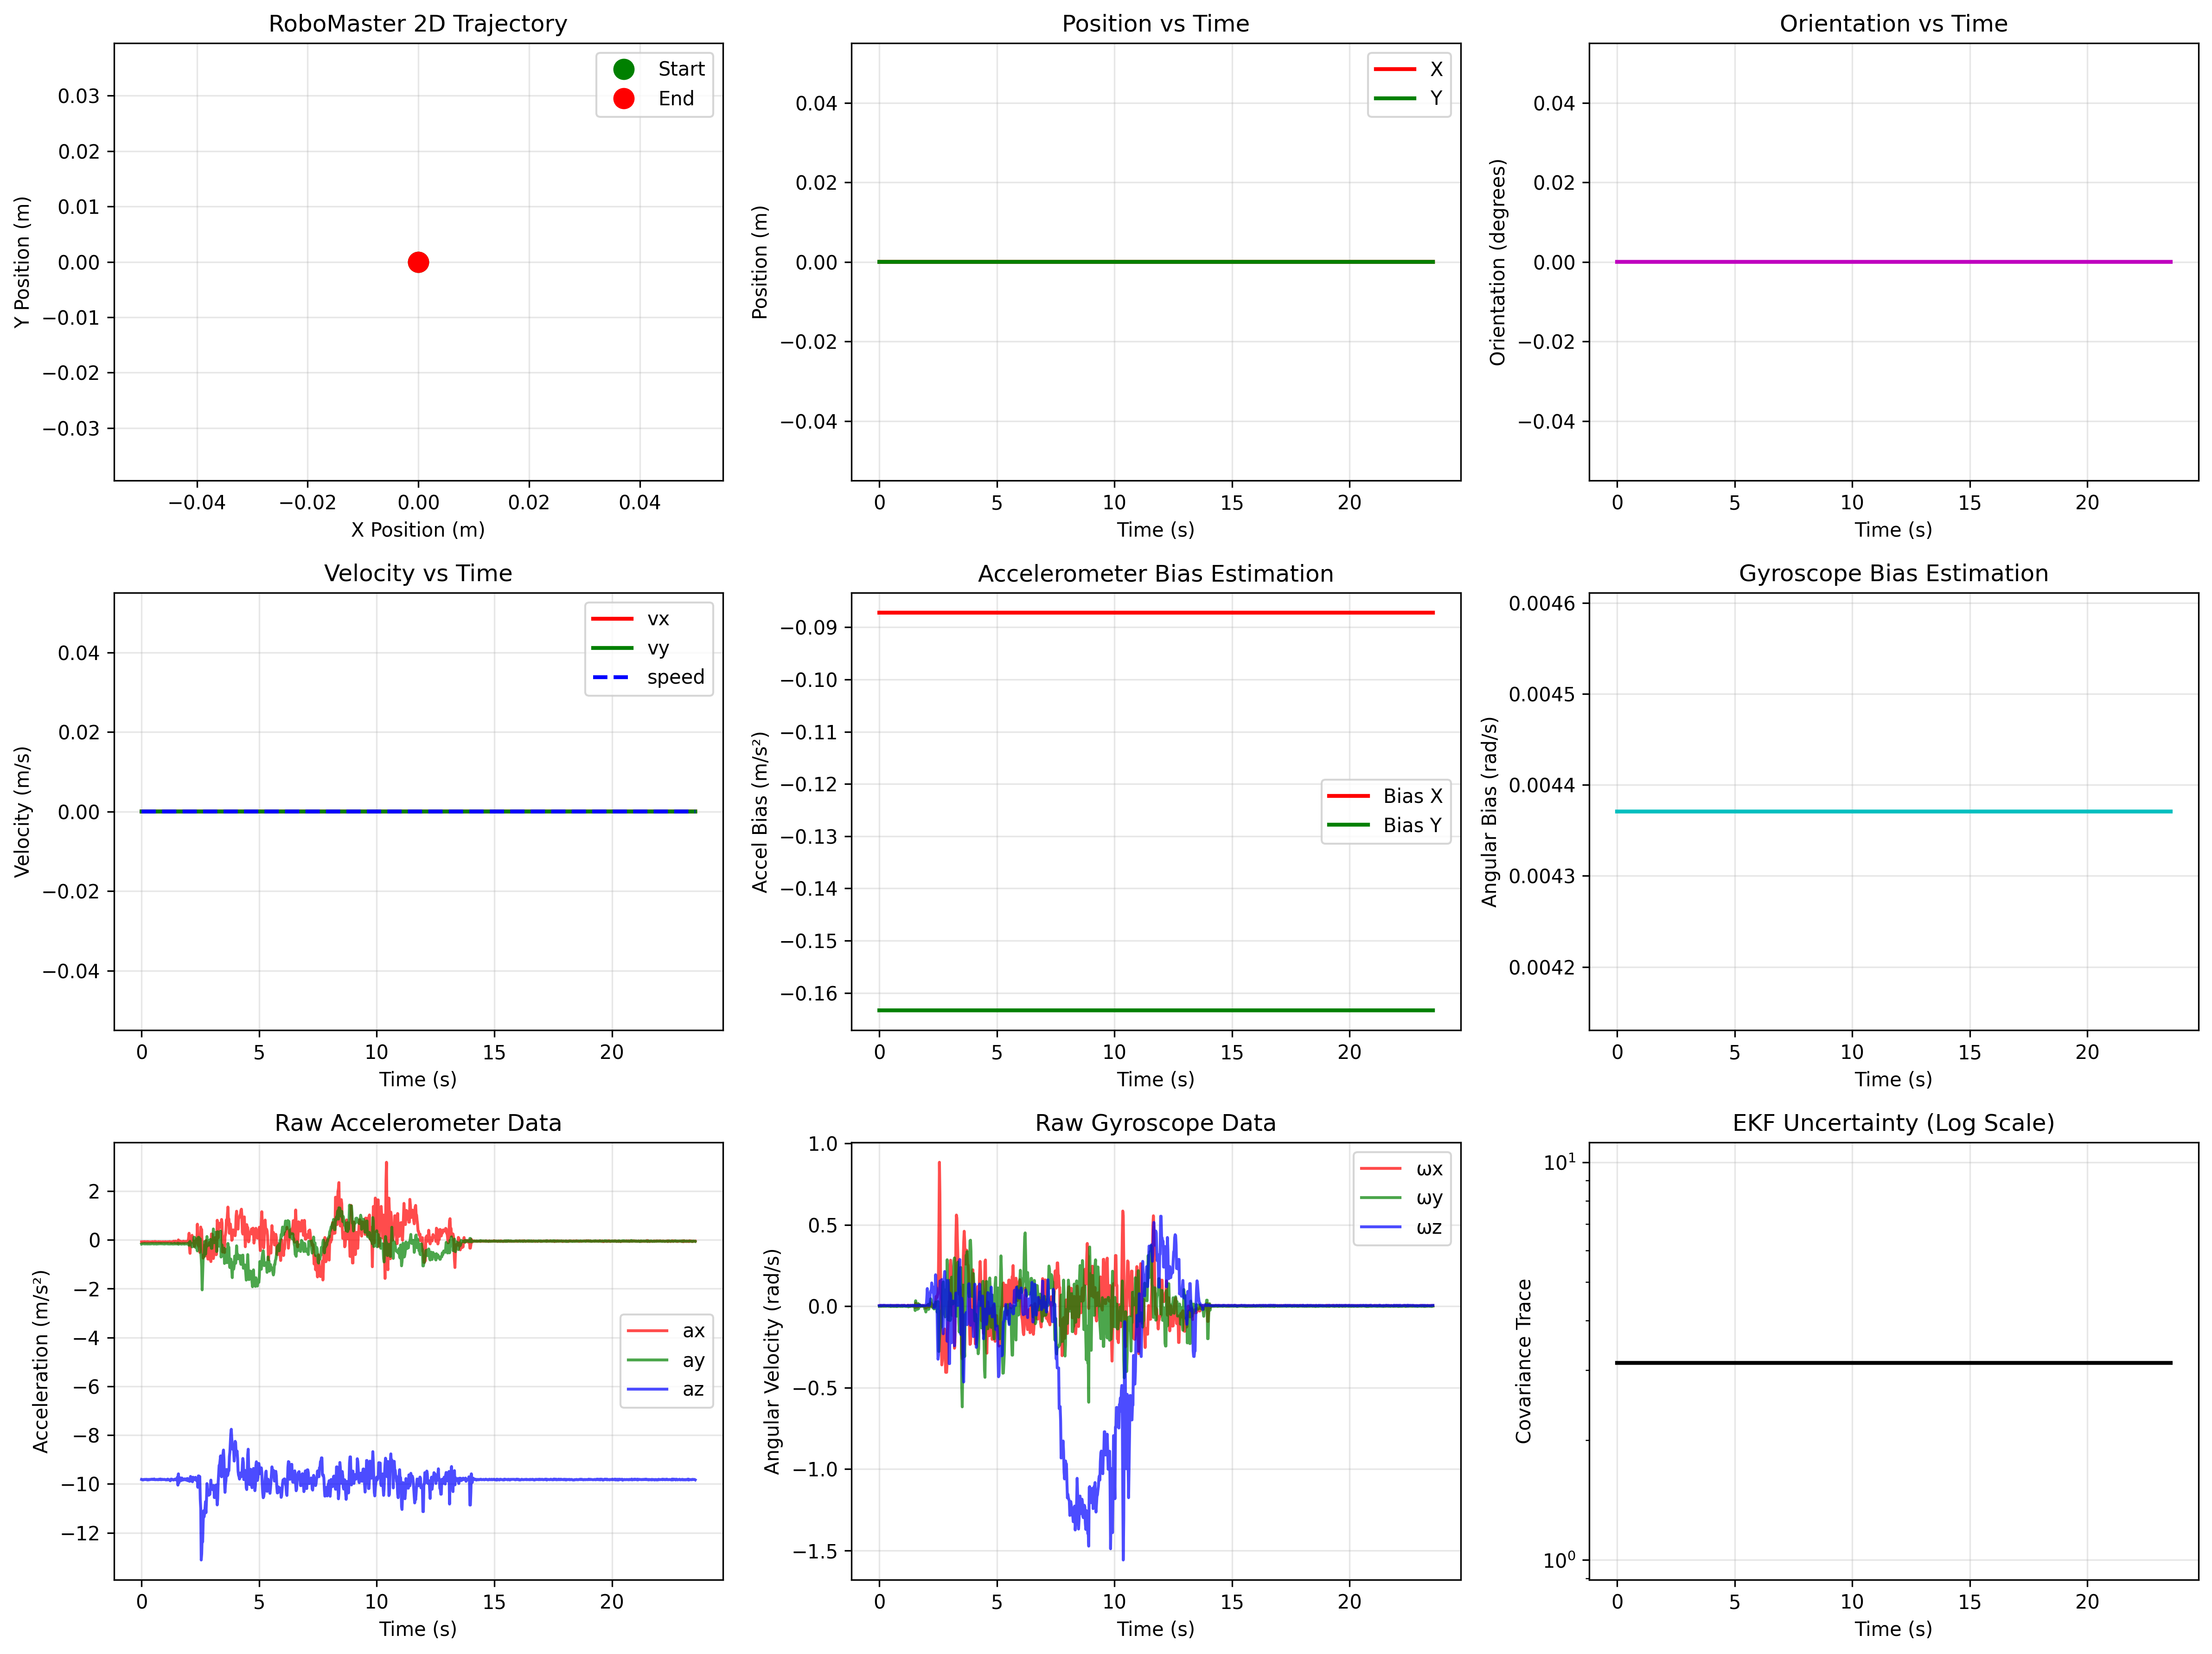 RoboMaster 2D Trajectory
Y Position (m)
0.03
0.02
0.01
0.00
−0.01
−0.02
−0.03
−0.04
−0.02
0.00
0.02
0.04
X Position (m)
Start
End
Position vs Time
Position (m)
0.04
0.02
0.00
−0.02
−0.04
0
5
10
15
20
Time (s)
X
Y
Orientation vs Time
Orientation (degrees)
0.04
0.02
0.00
−0.02
−0.04
0
5
10
15
20
Time (s)
Velocity vs Time
Velocity (m/s)
0.04
0.02
0.00
−0.02
−0.04
0
5
10
15
20
Time (s)
vx
vy
speed
Accelerometer Bias Estimation
Accel Bias (m/s²)
−0.09
−0.10
−0.11
−0.12
−0.13
−0.14
−0.15
−0.16
0
5
10
15
20
Time (s)
Bias X
Bias Y
Gyroscope Bias Estimation
Angular Bias (rad/s)
0.0046
0.0045
0.0044
0.0043
0.0042
0
5
10
15
20
Time (s)
Raw Accelerometer Data
Acceleration (m/s²)
2
0
−2
−4
−6
−8
−10
−12
0
5
10
15
20
Time (s)
ax
ay
az
Raw Gyroscope Data
Angular Velocity (rad/s)
1.0
0.5
0.0
−0.5
−1.0
−1.5
0
5
10
15
20
Time (s)
ωx
ωy
ωz
EKF Uncertainty (Log Scale)
Covariance Trace
10¹
10⁰
0
5
10
15
20
Time (s)